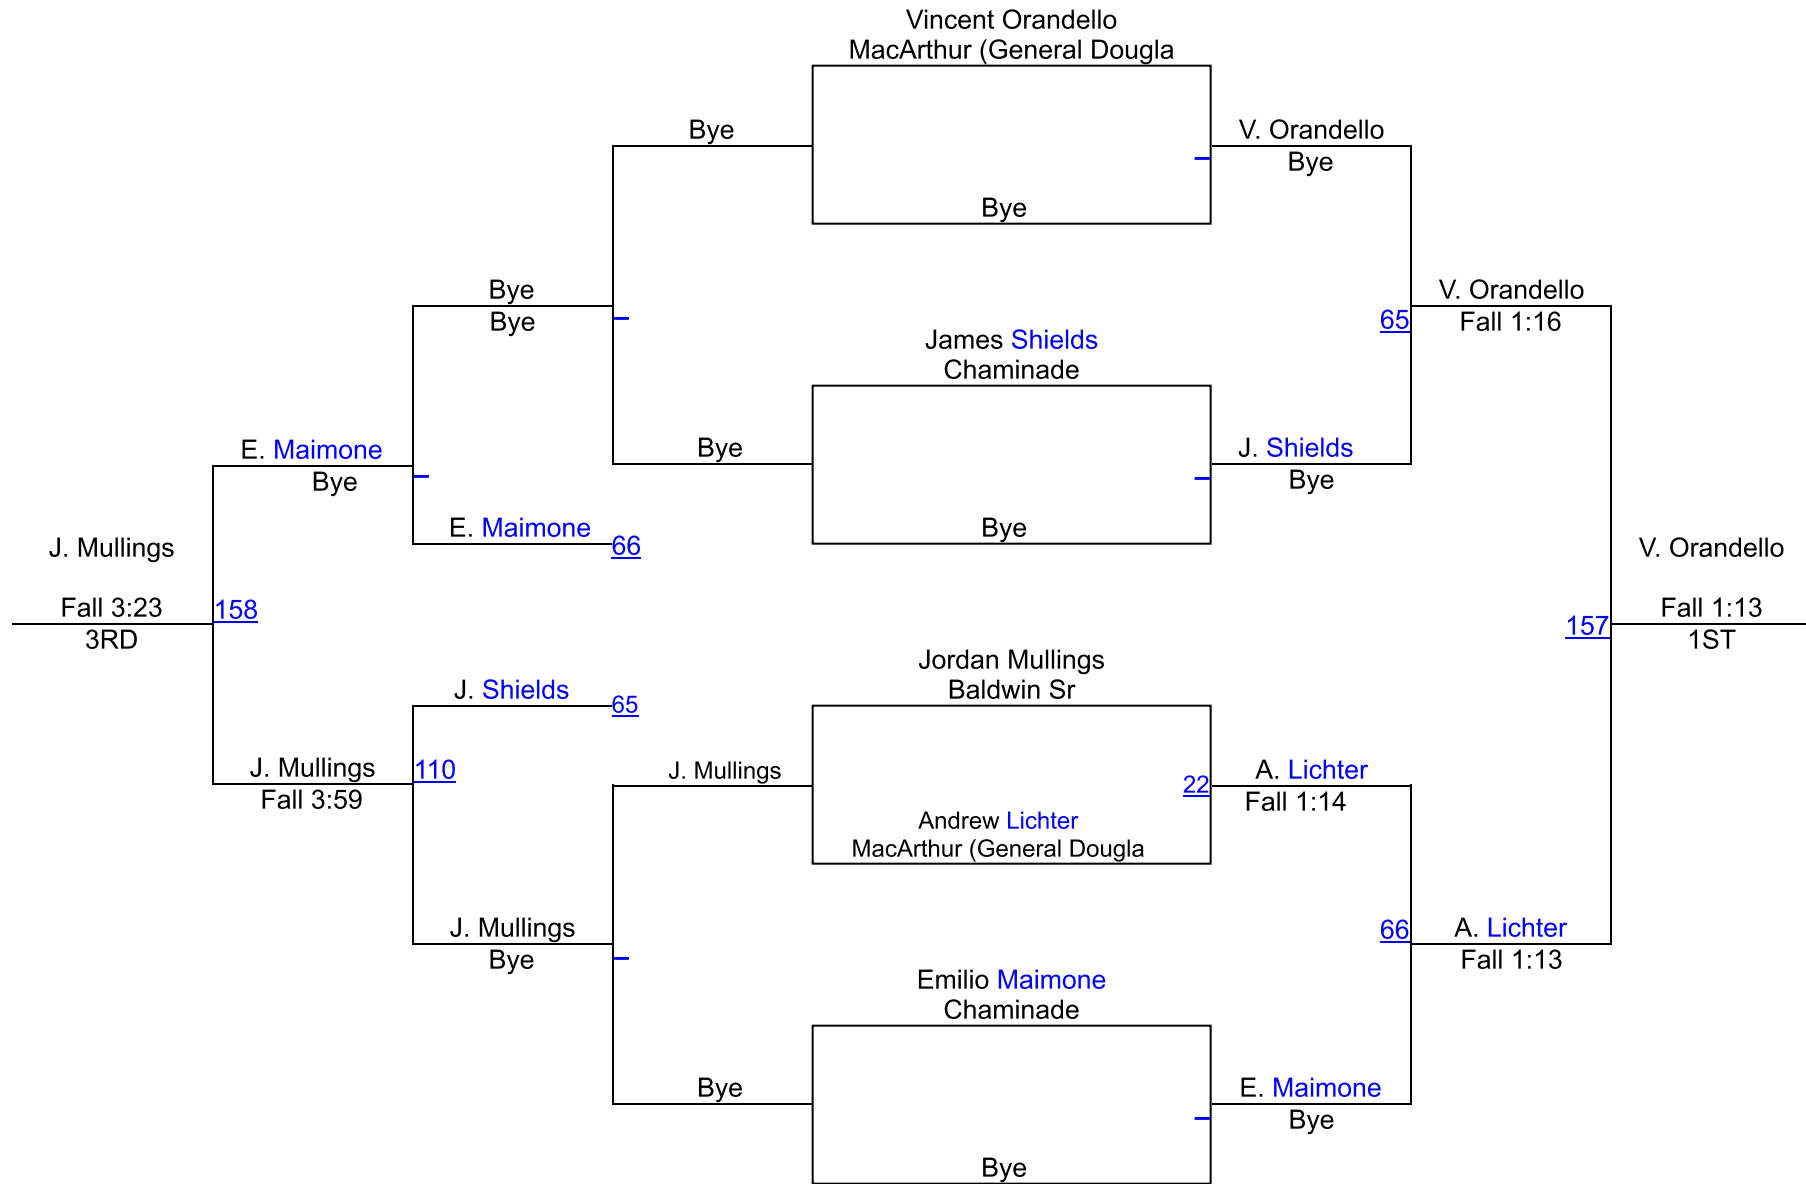 Vincent Orandello
MacArthur (General Dougla
Bye
V. Orandello
Bye
Bye
Bye
Bye
V. Orandello
65
Fall 1:16
James Shields
Chaminade
E. Maimone
Bye
Bye
J. Shields
Bye
E. Maimone
66
Bye
J. Mullings
V. Orandello
Fall 3:23
158
3RD
157
Fall 1:13
1ST
Jordan Mullings
Baldwin Sr
J. Shields
65
J. Mullings
110
Fall 3:59
J. Mullings
22
A. Lichter
Fall 1:14
Andrew Lichter
MacArthur (General Dougla
J. Mullings
Bye
66
A. Lichter
Fall 1:13
Emilio Maimone
Chaminade
Bye
E. Maimone
Bye
Bye